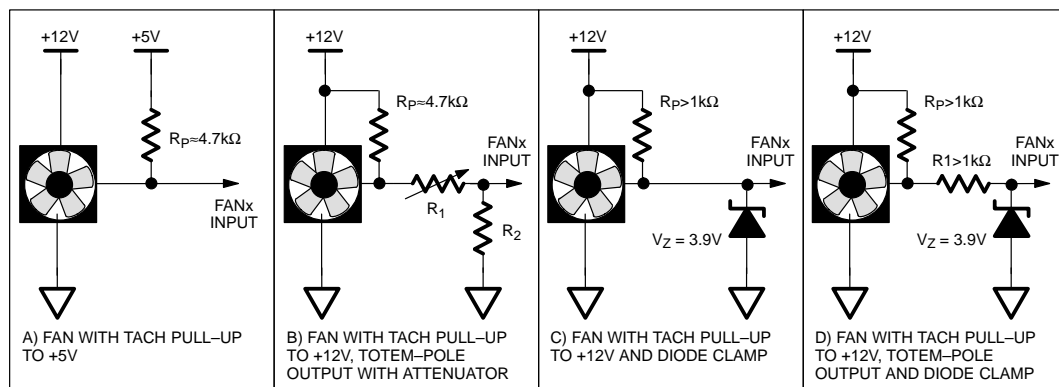 +12V
+5V
RP≈4.7kΩ
FANx
INPUT
A) FAN WITH TACH PULL–UP
TO +5V
+12V
RP≈4.7kΩ
FANx
INPUT
R1
R2
B) FAN WITH TACH PULL–UP
TO +12V, TOTEM–POLE
OUTPUT WITH ATTENUATOR
+12V
RP>1kΩ
FANx
INPUT
VZ = 3.9V
C) FAN WITH TACH PULL–UP
TO +12V AND DIODE CLAMP
+12V
RP>1kΩ
R1>1kΩ
FANx
INPUT
VZ = 3.9V
D) FAN WITH TACH PULL–UP
TO +12V, TOTEM–POLE
OUTPUT AND DIODE CLAMP